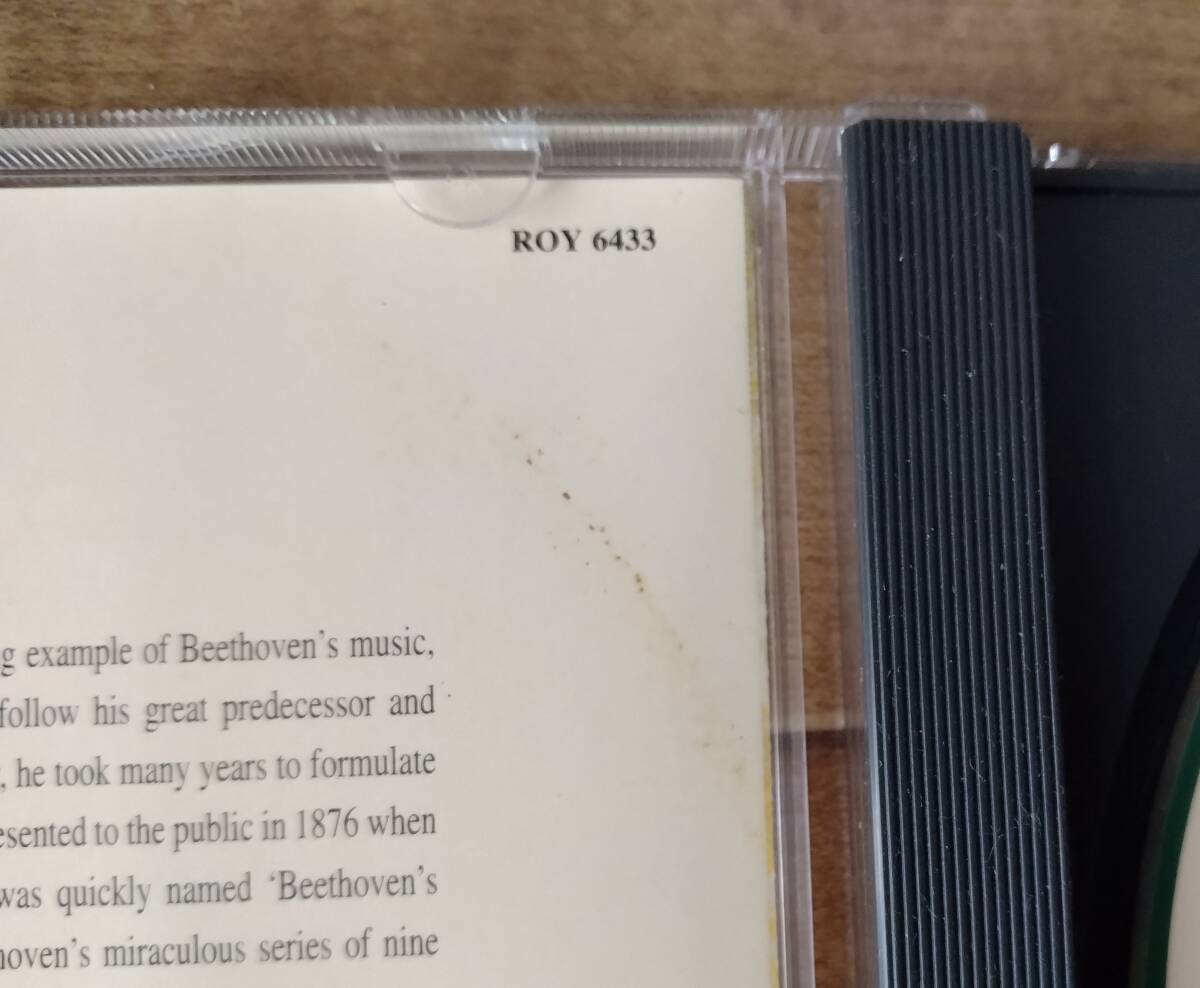 ROY 6433
g example of Beethoven's music,
follow his great predecessor and
, he took many years to formulate
esented to the public in 1876 when
was quickly named ‘Beethoven's
hoven's miraculous series of nine